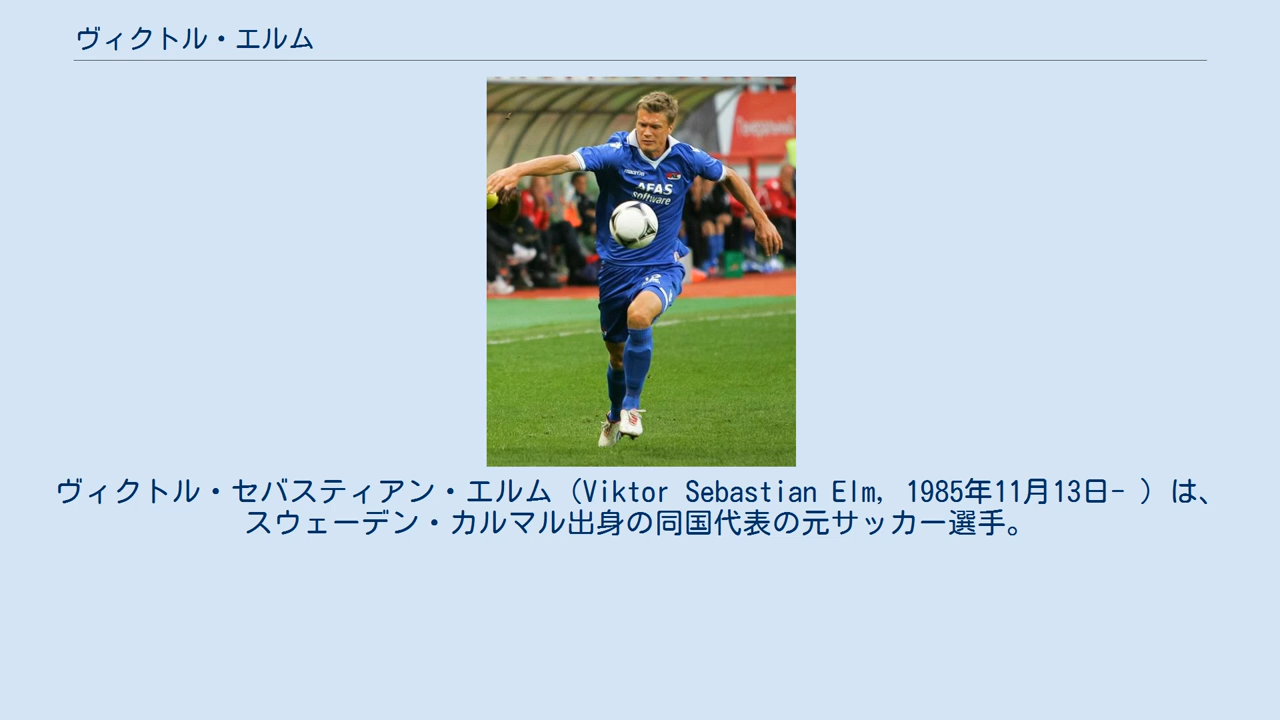 ヴィクトル・エルム
AFAS
software
ヴィクトル・セバスティアン・エルム（Viktor Sebastian Elm, 1985年11月13日- ）は、
スウェーデン・カルマル出身の同国代表の元サッカー選手。